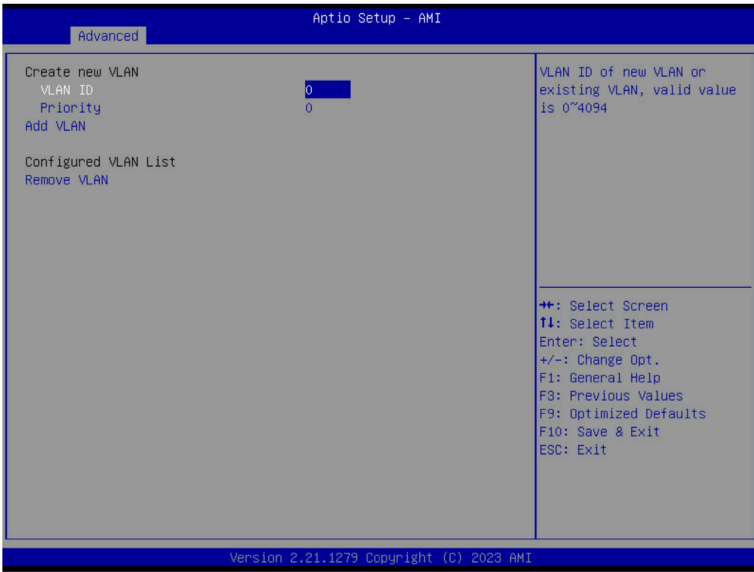 Aptio Setup – AMI
Advanced
Create new VLAN
VLAN ID 0
Priority 0
Add VLAN
Configured VLAN List
Remove VLAN
VLAN ID of new VLAN or
existing VLAN, valid value
is 0~4094
→←: Select Screen
↑↓: Select Item
Enter: Select
+/-: Change Opt.
F1: General Help
F3: Previous Values
F9: Optimized Defaults
F10: Save & Exit
ESC: Exit
Version 2.21.1279 Copyright (C) 2023 AMI